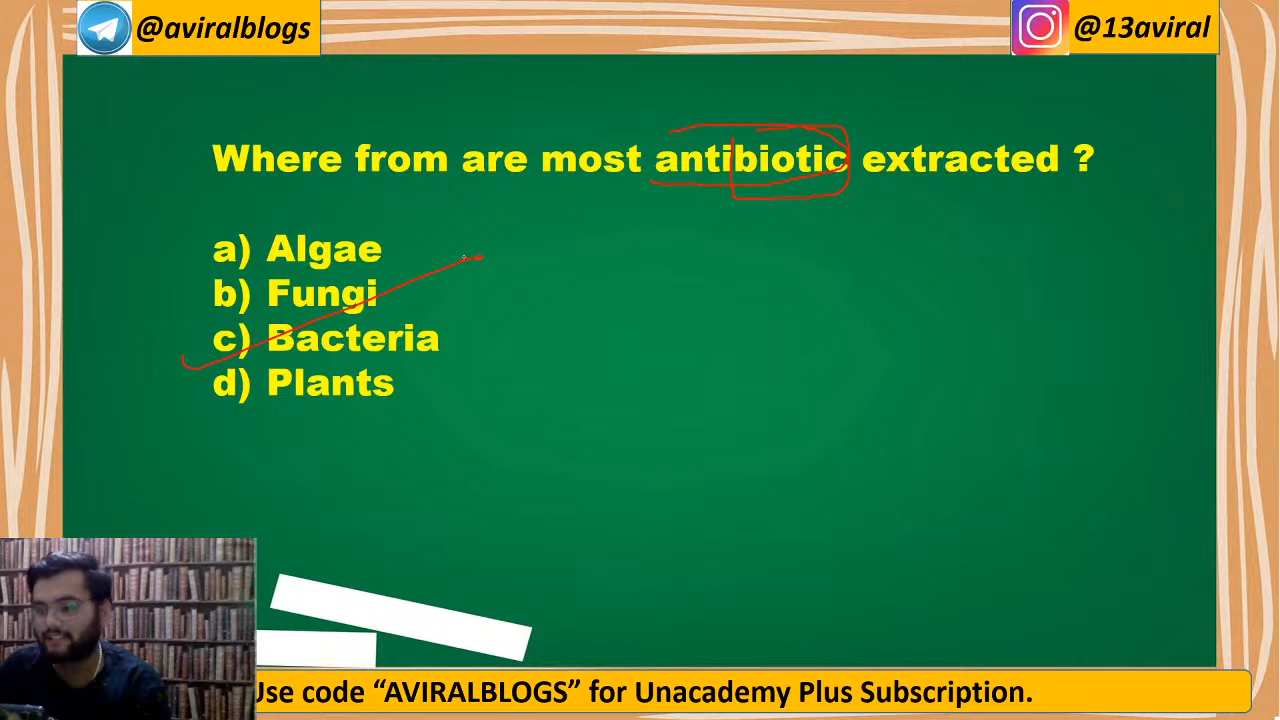 @aviralblogs
@13aviral
Where from are most antibiotic extracted ?
a) Algae
b) Fungi
c) Bacteria
d) Plants
Use code “AVIRALBLOGS” for Unacademy Plus Subscription.